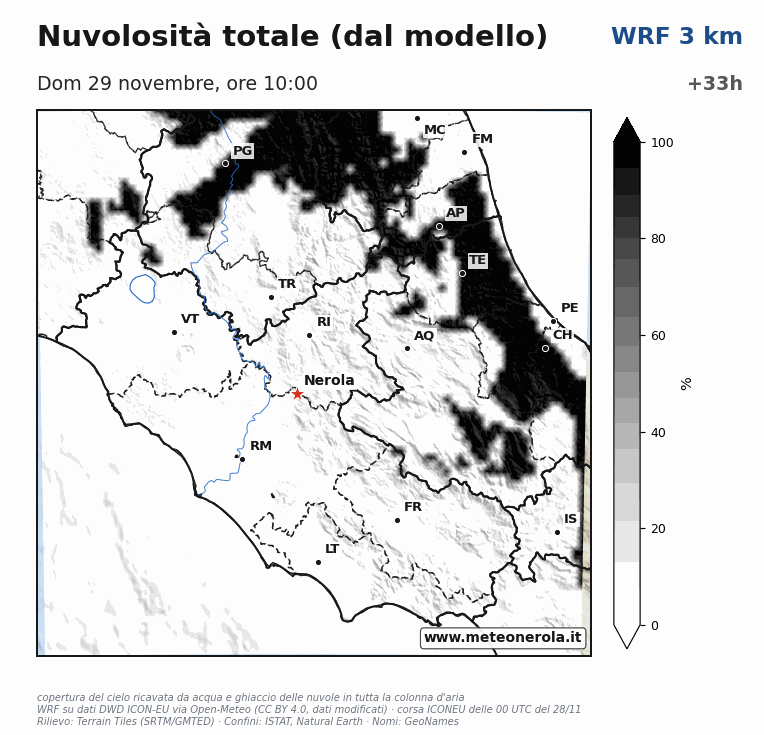 Nuvolosità totale (dal modello)
WRF 3 km
Dom 29 novembre, ore 10:00
+33h
MC
FM
PG
AP
TE
TR
PE
VT
RI
AQ
CH
Nerola
RM
FR
IS
LT
www.meteonerola.it
100
80
60
40
20
0
%
copertura del cielo ricavata da acqua e ghiaccio delle nuvole in tutta la colonna d'aria
WRF su dati DWD ICON-EU via Open-Meteo (CC BY 4.0, dati modificati) · corsa ICONEU delle 00 UTC del 28/11
Rilievo: Terrain Tiles (SRTM/GMTED) · Confini: ISTAT, Natural Earth · Nomi: GeoNames